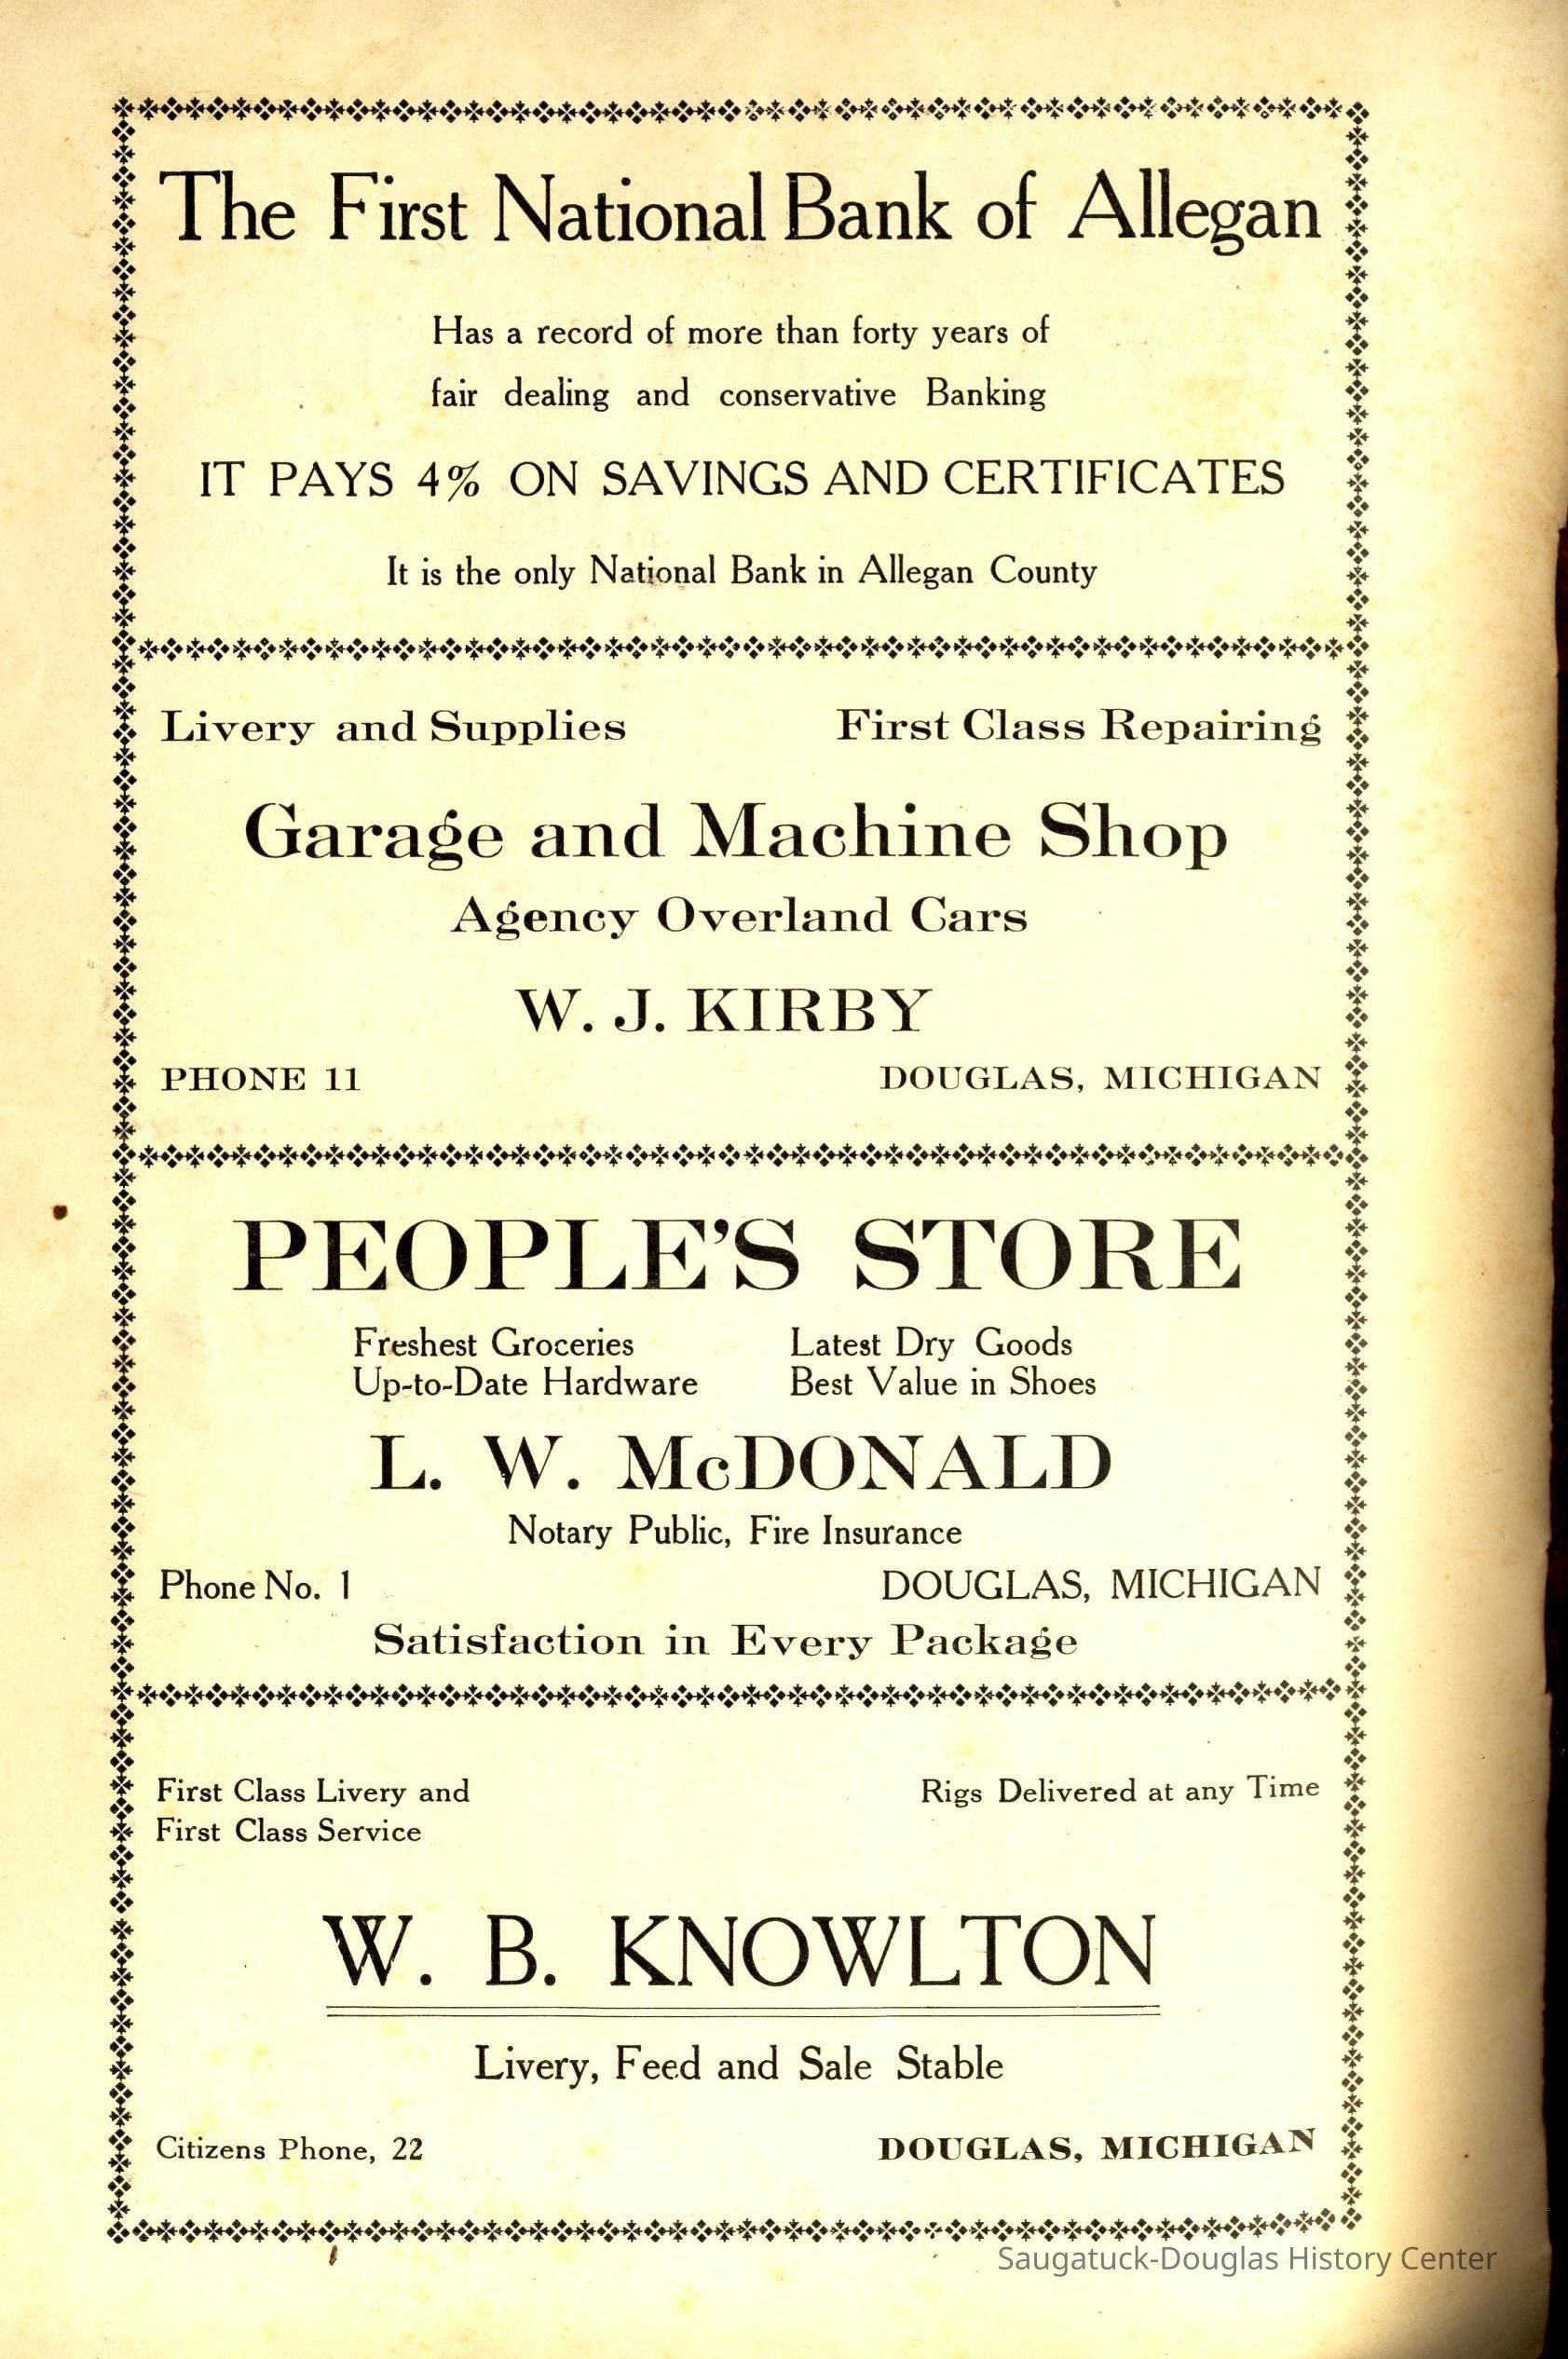 The First National Bank of Allegan
Has a record of more than forty years of
fair dealing and conservative Banking
IT PAYS 4% ON SAVINGS AND CERTIFICATES
It is the only National Bank in Allegan County
Livery and Supplies First Class Repairing
Garage and Machine Shop
Agency Overland Cars
W. J. KIRBY
PHONE 11 DOUGLAS, MICHIGAN
PEOPLE'S STORE
Freshest Groceries Latest Dry Goods
Up-to-Date Hardware Best Value in Shoes
L. W. McDONALD
Notary Public, Fire Insurance
Phone No. 1 DOUGLAS, MICHIGAN
Satisfaction in Every Package
First Class Livery and Rigs Delivered at any Time
First Class Service
W. B. KNOWLTON
Livery, Feed and Sale Stable
Citizens Phone, 22 DOUGLAS, MICHIGAN
Saugatuck-Douglas History Center